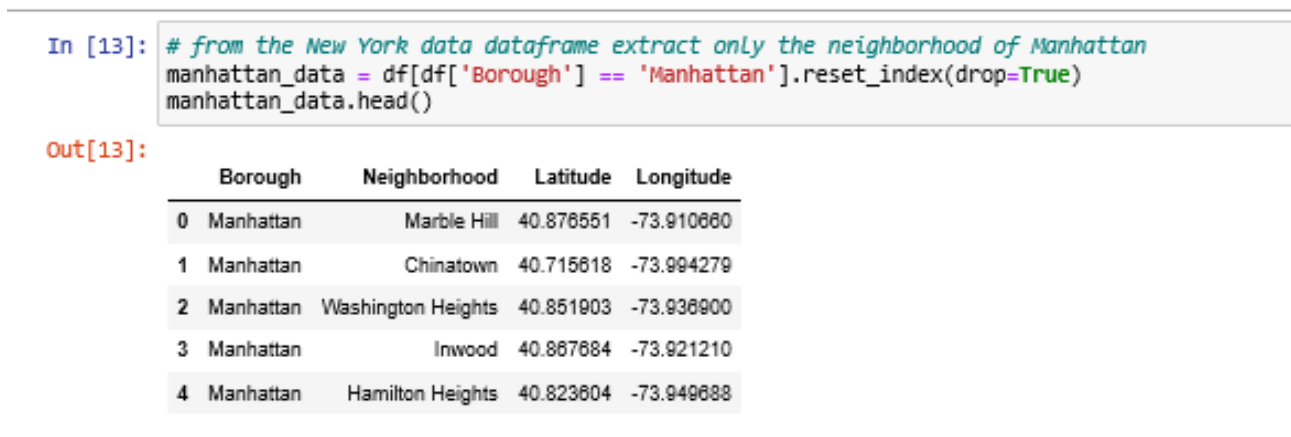 In [13]: # from the New York data dataframe extract only the neighborhood of Manhattan
manhattan_data = df[df['Borough'] == 'Manhattan'].reset_index(drop=True)
manhattan_data.head()
Out[13]:
Borough Neighborhood Latitude Longitude
0 Manhattan Marble Hill 40.876551 -73.910660
1 Manhattan Chinatown 40.715618 -73.994279
2 Manhattan Washington Heights 40.851903 -73.936900
3 Manhattan Inwood 40.867684 -73.921210
4 Manhattan Hamilton Heights 40.823604 -73.949688